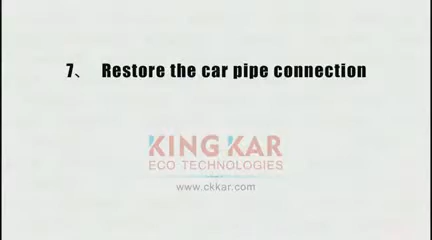 7、 Restore the car pipe connection
KING KAR
ECO TECHNOLOGIES
www.ckkar.com